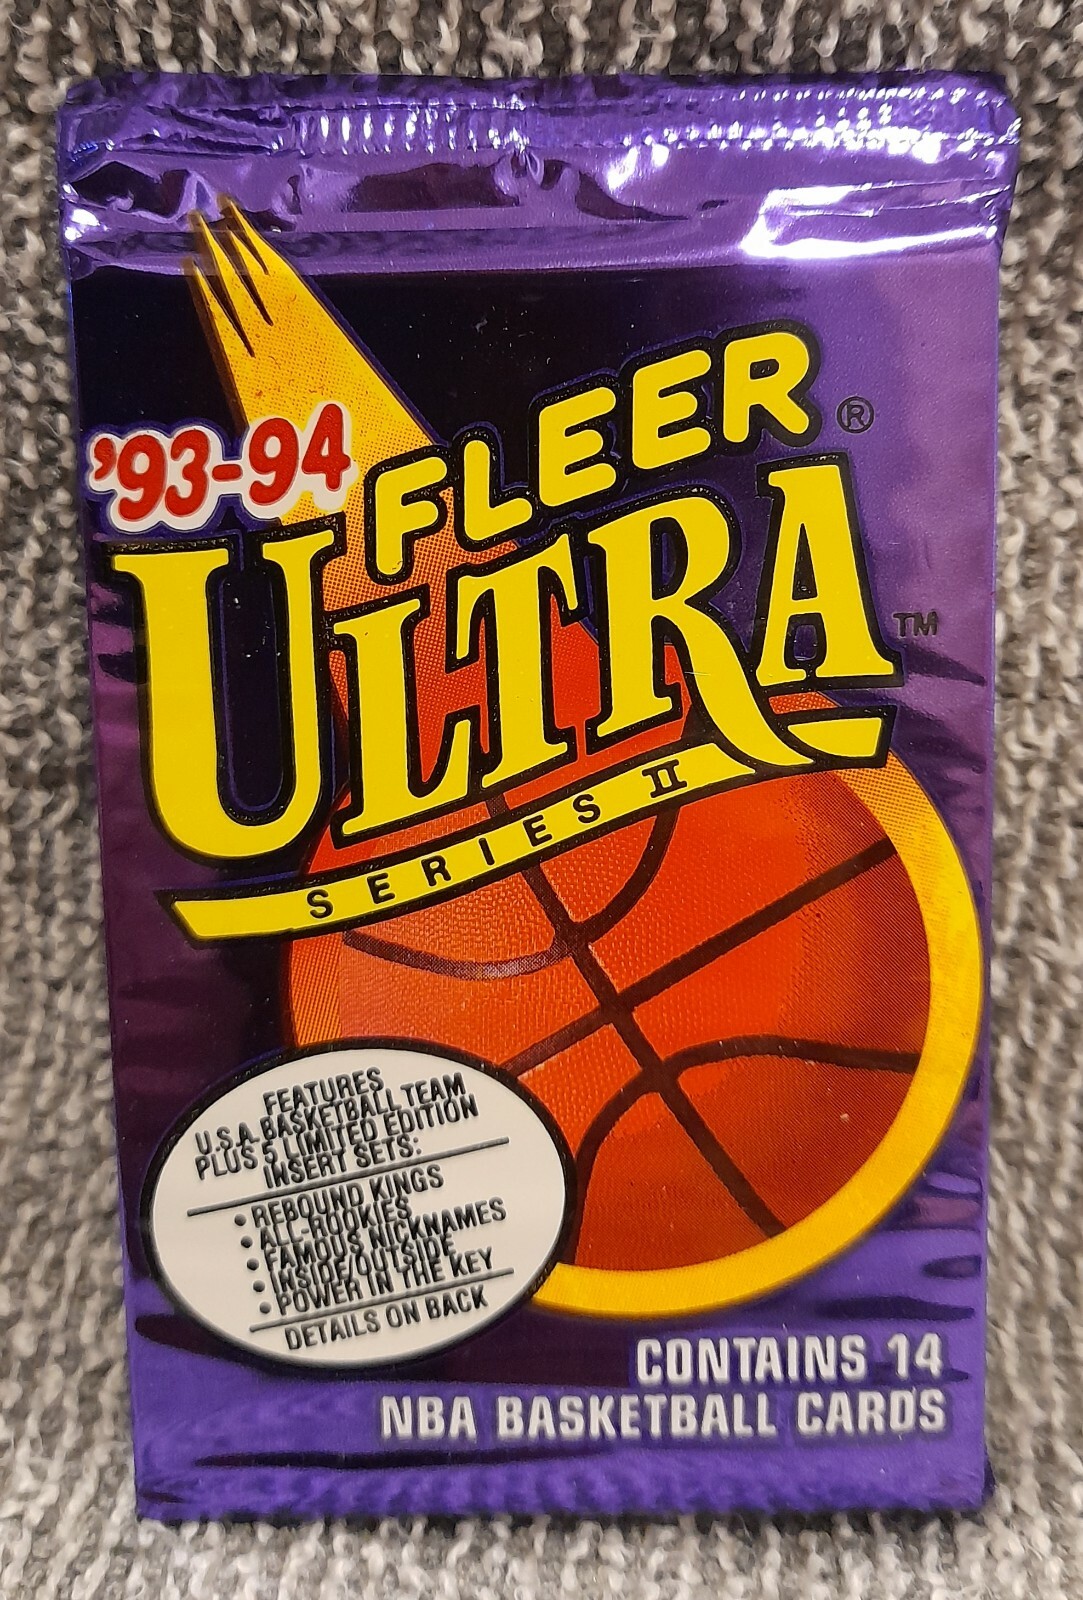 '93-94
FLEER®
ULTRA™
SERIES II
FEATURES
U.S.A. BASKETBALL TEAM
PLUS 5 LIMITED EDITION
INSERT SETS:
• REBOUND KINGS
• ALL-ROOKIES
• FAMOUS NICKNAMES
• INSIDE/OUTSIDE
• POWER IN THE KEY
DETAILS ON BACK
CONTAINS 14
NBA BASKETBALL CARDS